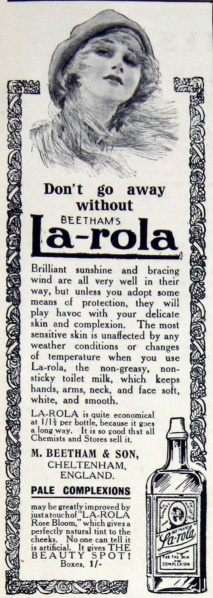 Don't go away
without
BEETHAM'S
La-rola
Brilliant sunshine and bracing
wind are all very well in their
way, but unless you adopt some
means of protection, they will
play havoc with your delicate
skin and complexion. The most
sensitive skin is unaffected by any
weather conditions or changes
of temperature when you use
La-rola, the non-greasy, non-
sticky toilet milk, which keeps
hands, arms, neck, and face soft,
white, and smooth.
LA-ROLA is quite economical
at 1/1½ per bottle, because it goes
a long way. It is so good that all
Chemists and Stores sell it.
M. BEETHAM & SON,
CHELTENHAM,
ENGLAND.
PALE COMPLEXIONS
may be greatly improved by
just a touch of "LA-ROLA
Rose Bloom," which gives a
perfectly natural tint to the
cheeks. No one can tell it
is artificial. It gives THE
BEAUTY SPOT!
Boxes, 1/-
La-rola
FOR THE SKIN
COMPLEXION